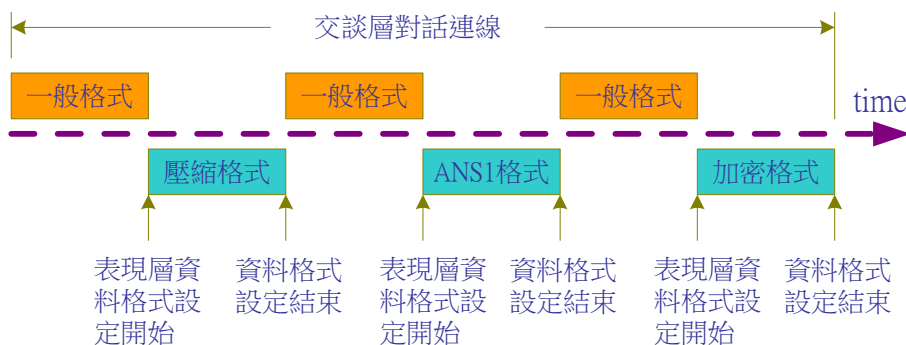 交談層對話連線
一般格式
一般格式
一般格式
time
壓縮格式
ANS1格式
加密格式
表現層資
料格式設
定開始
資料格式
設定結束
表現層資
料格式設
定開始
資料格式
設定結束
表現層資
料格式設
定開始
資料格式
設定結束